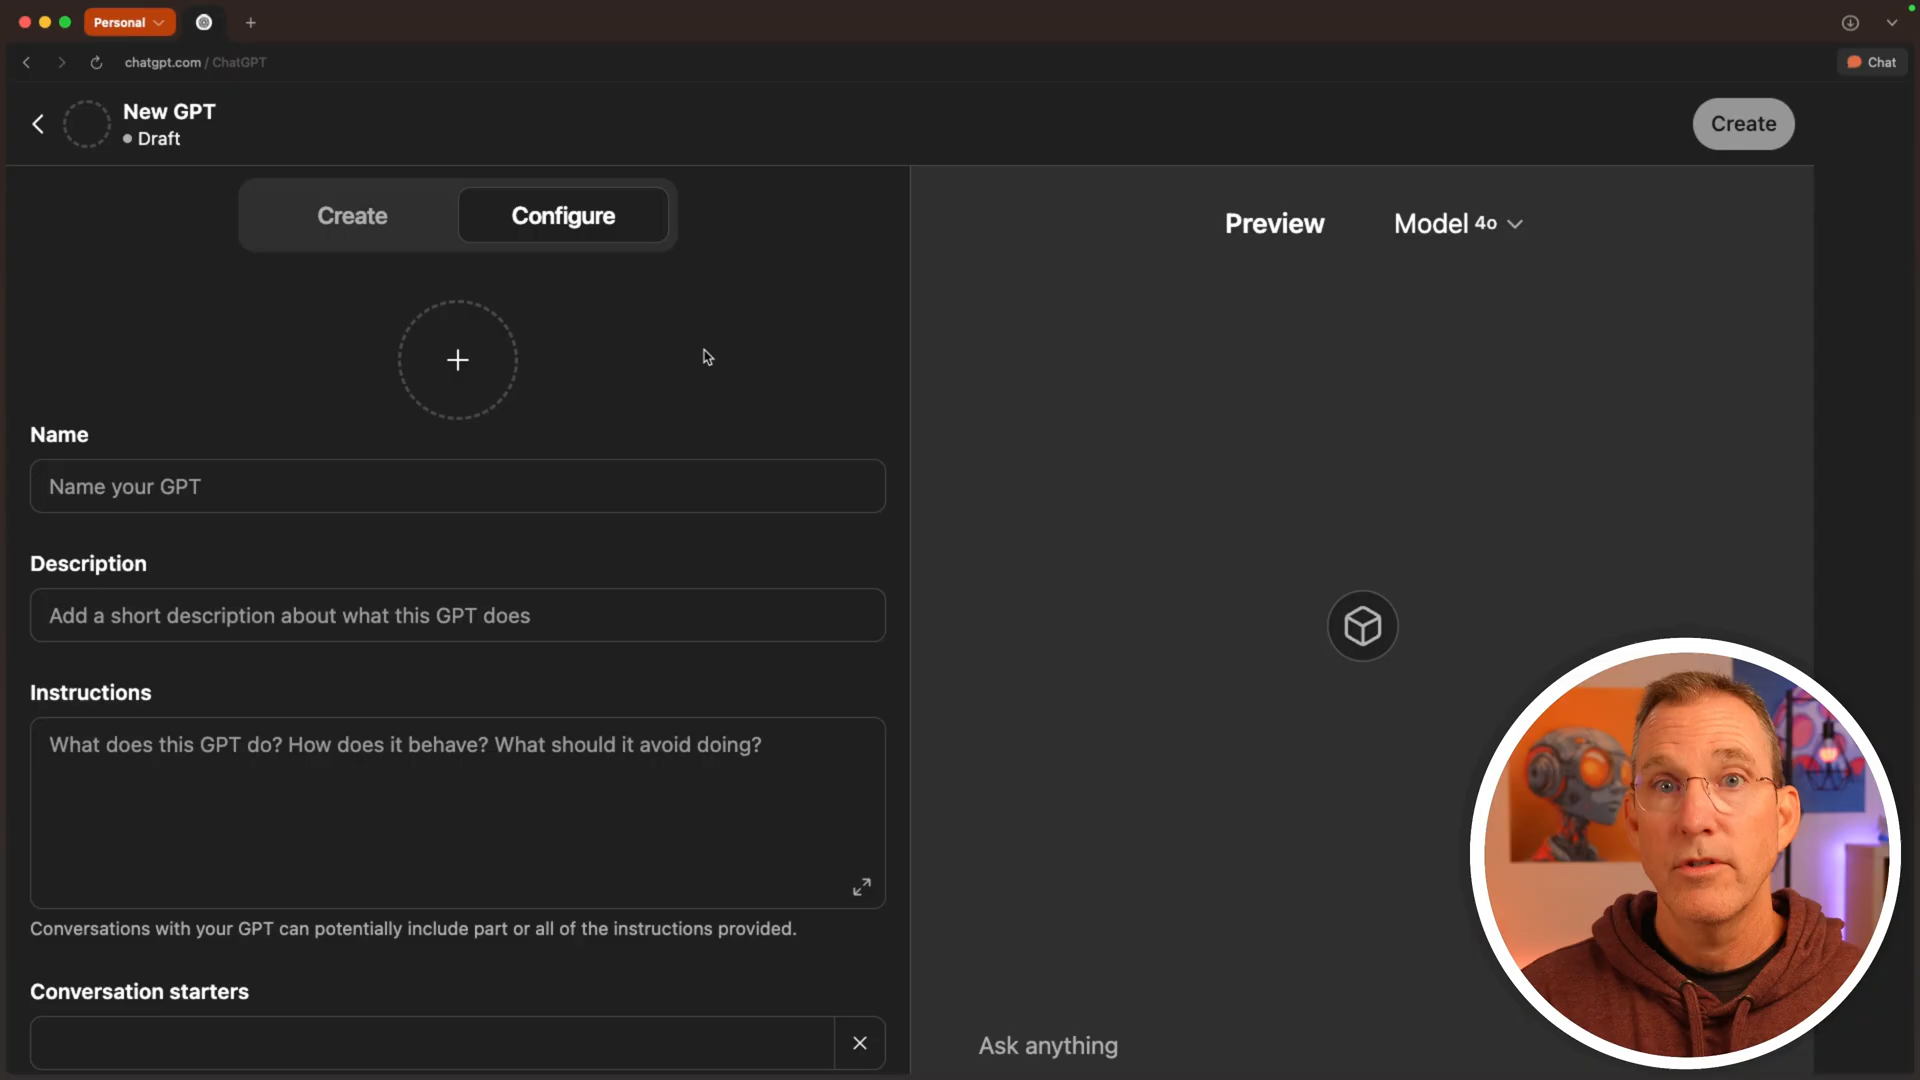 Personal
chatgpt.com / ChatGPT
Chat
New GPT
Draft
Create
Create
Configure
Preview
Model 4o
Name
Name your GPT
Description
Add a short description about what this GPT does
Instructions
What does this GPT do? How does it behave? What should it avoid doing?
Conversations with your GPT can potentially include part or all of the instructions provided.
Conversation starters
Ask anything